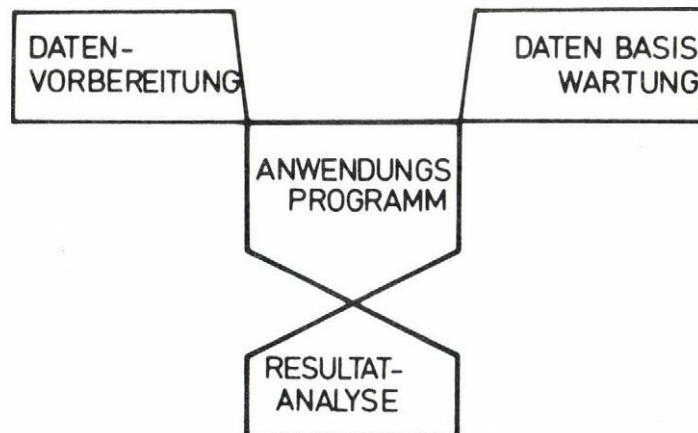 DATEN-
VORBEREITUNG
DATEN BASIS
WARTUNG
ANWENDUNGS
PROGRAMM
RESULTAT-
ANALYSE